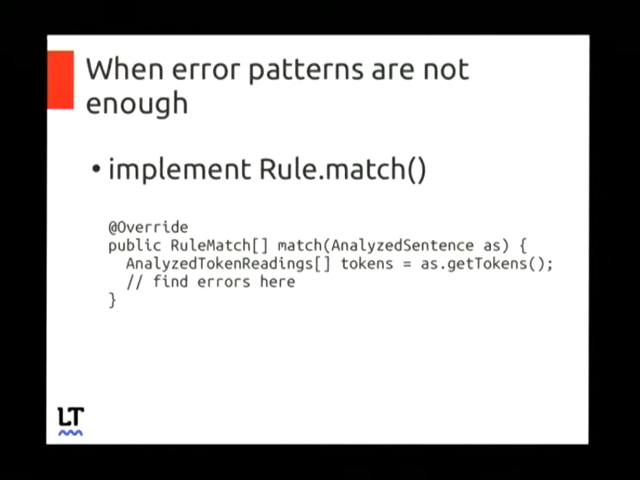 When error patterns are not
enough
• implement Rule.match()
@Override
public RuleMatch[] match(AnalyzedSentence as) {
  AnalyzedTokenReadings[] tokens = as.getTokens();
  // find errors here
}
LT